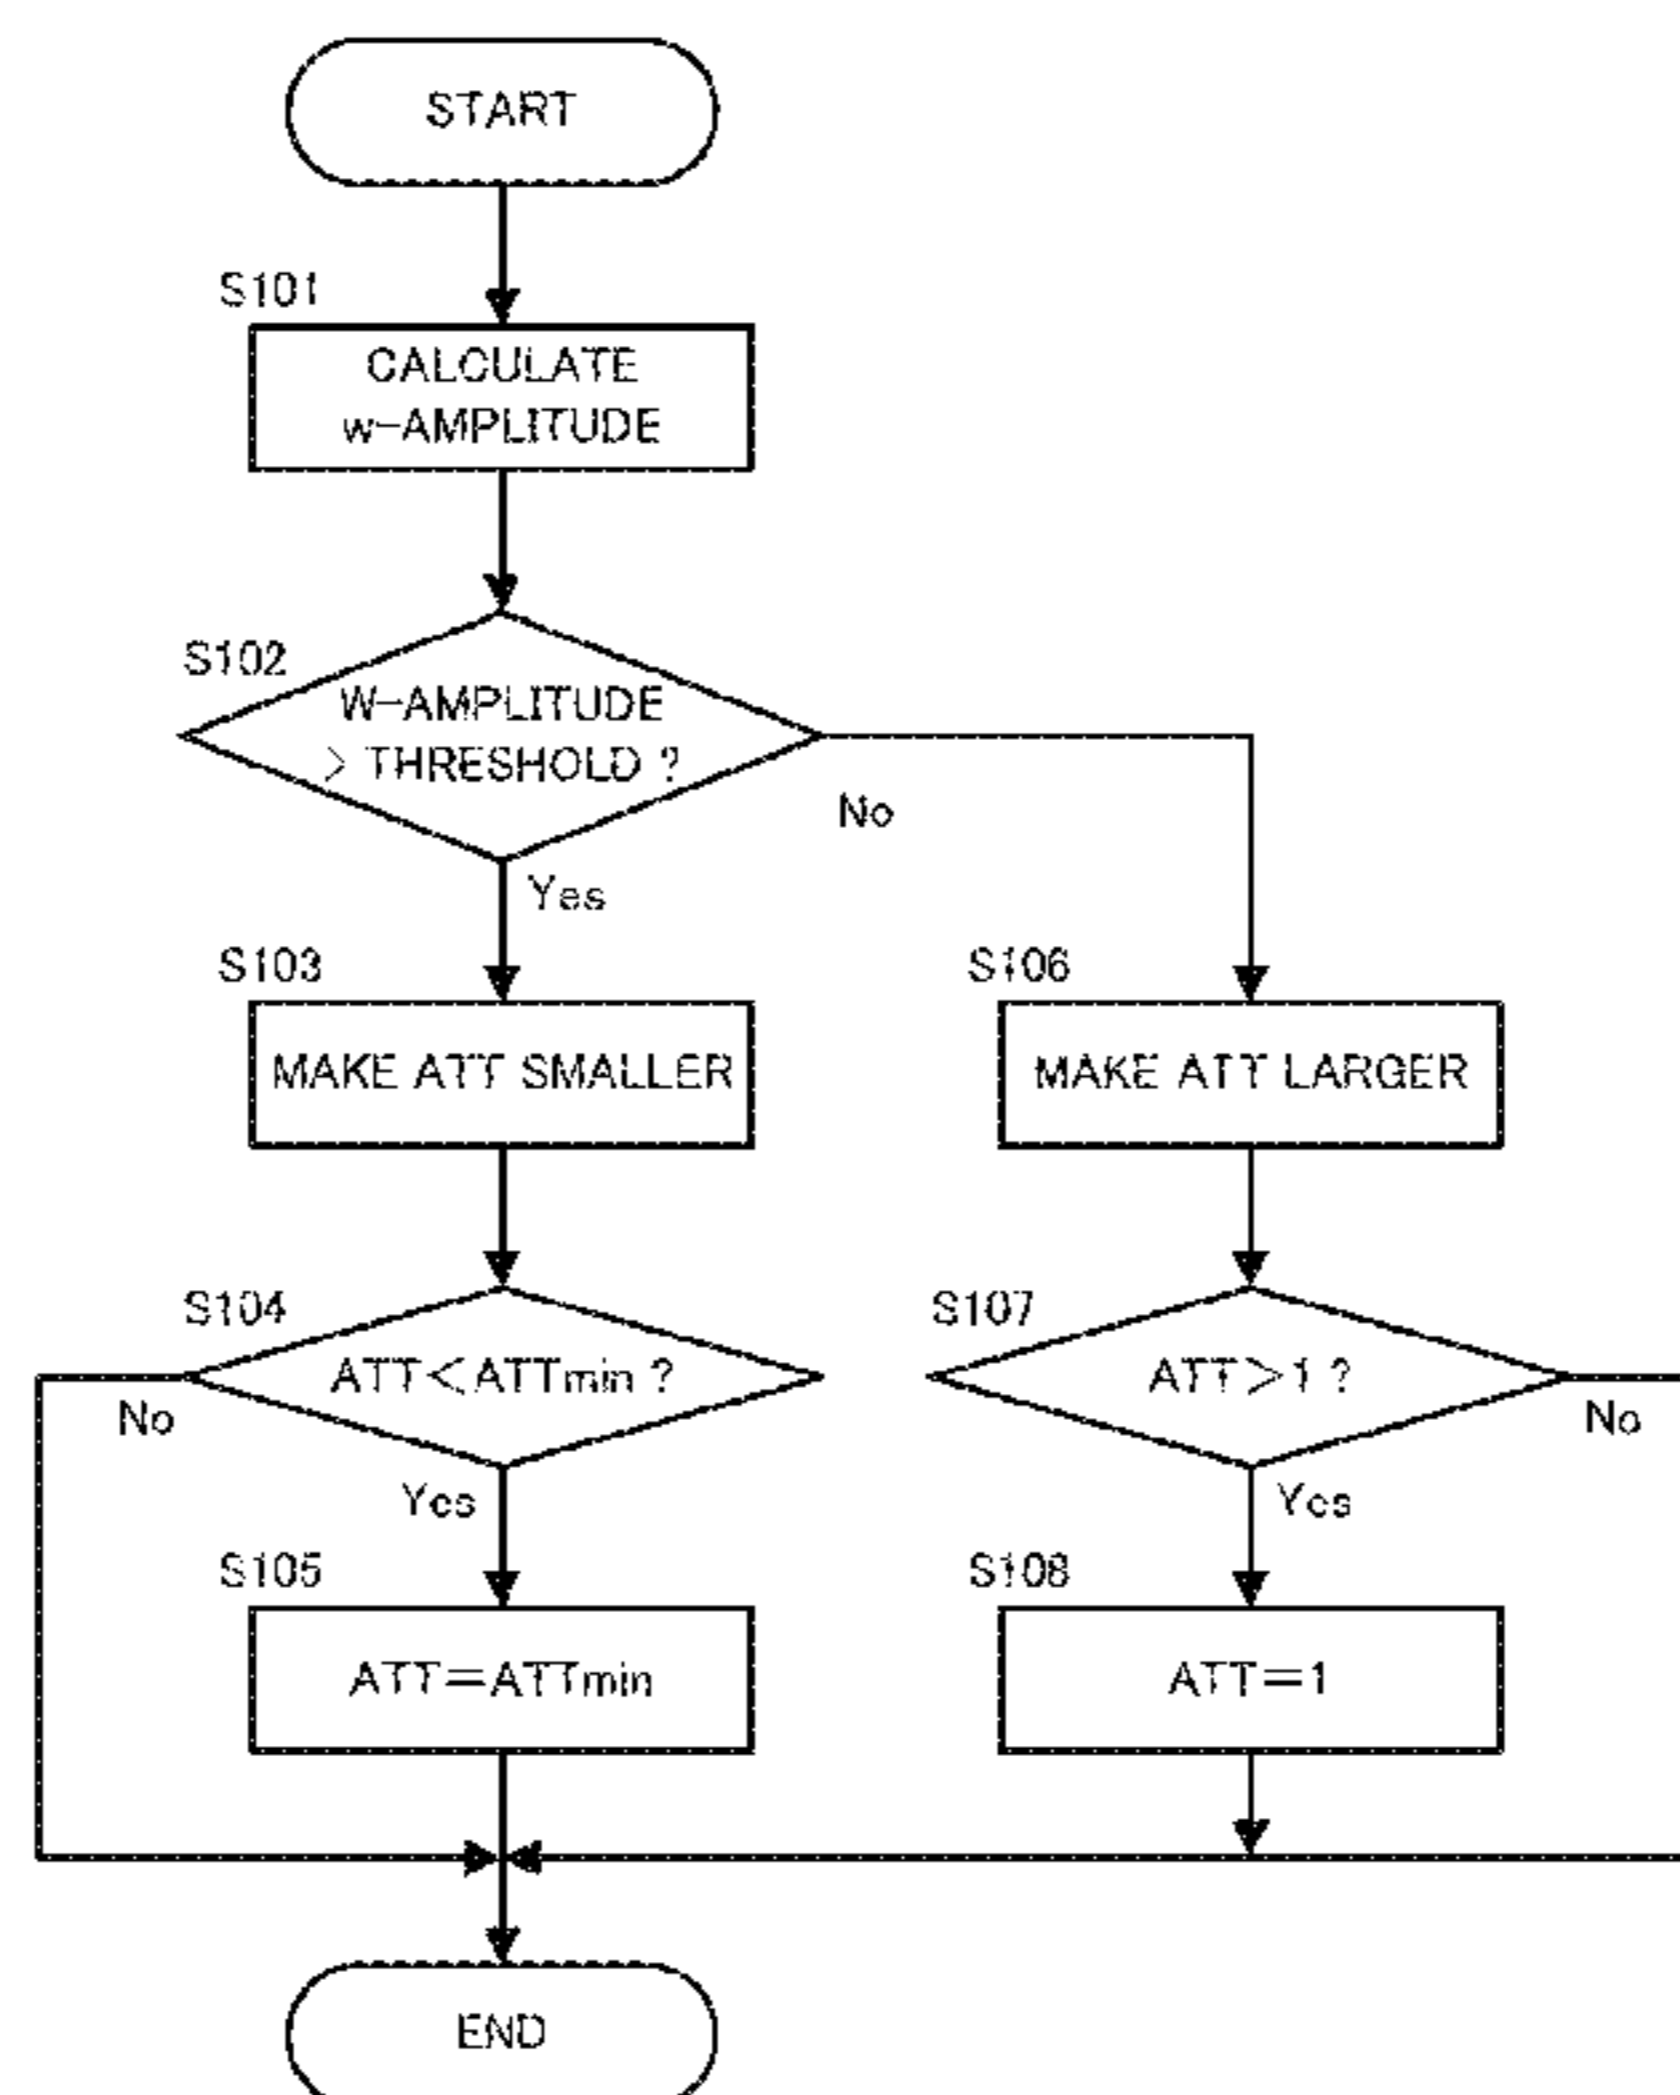 START
S101
CALCULATE
w-AMPLITUDE
S102
W-AMPLITUDE
> THRESHOLD ?
No
Yes
S103
MAKE ATT SMALLER
S106
MAKE ATT LARGER
S104
ATT<ATTmin ?
No
Yes
S107
ATT>1 ?
No
Yes
S105
ATT=ATTmin
S108
ATT=1
END